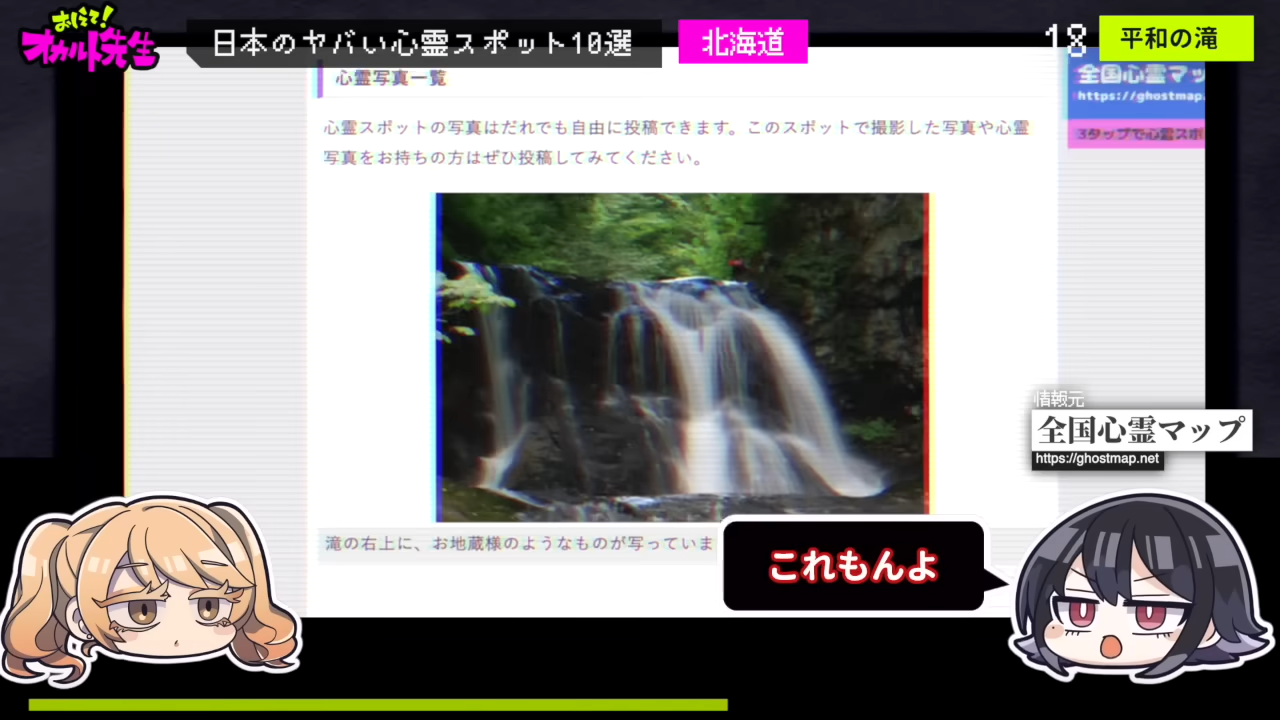 おしえて!
オカルト先生
日本のヤバい心霊スポット10選
北海道
18
平和の滝
心霊写真一覧
全国心霊マッ
https://ghostmap.
3タップで心霊スポ
心霊スポットの写真はだれでも自由に投稿できます。このスポットで撮影した写真や心霊
写真をお持ちの方はぜひ投稿してみてください。
情報元
全国心霊マップ
https://ghostmap.net
滝の右上に、お地蔵様のようなものが写っていま
これもんよ